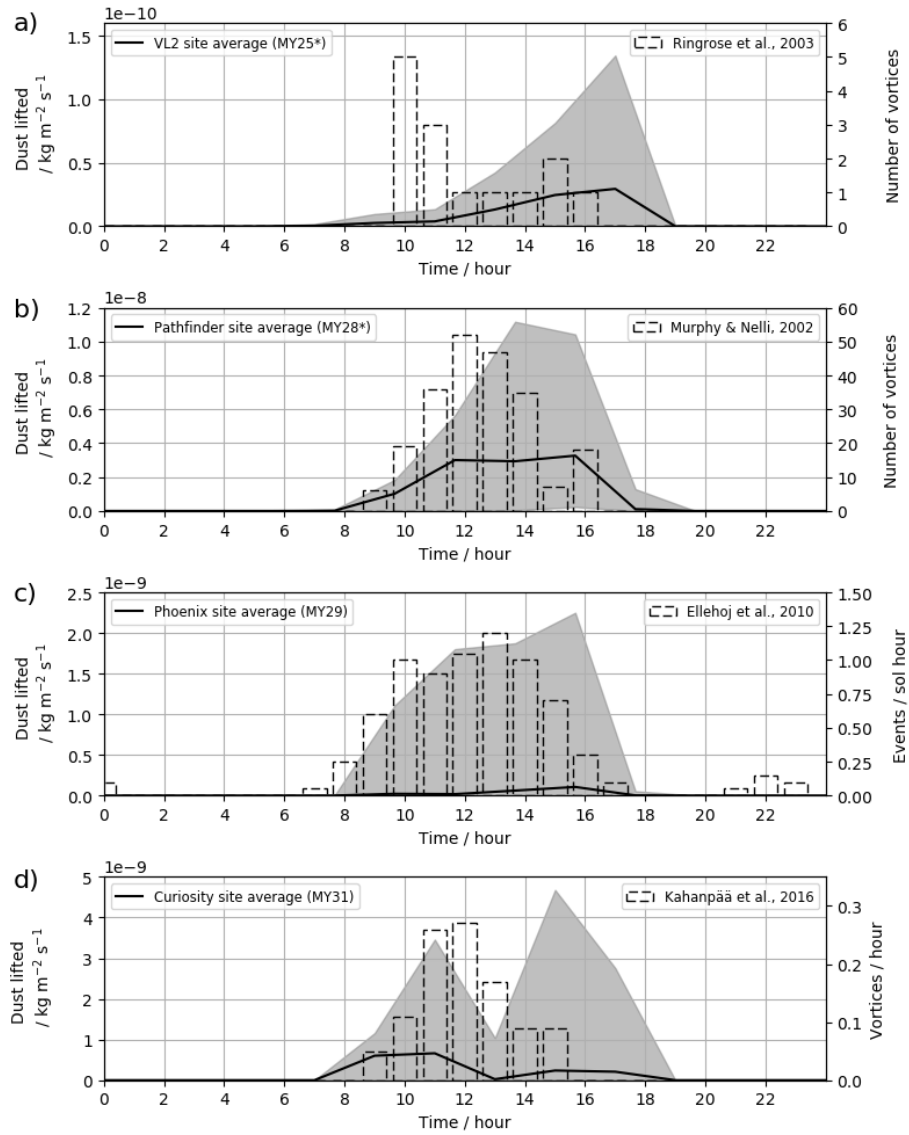 a)
1e−10
VL2 site average (MY25*)
Ringrose et al., 2003
Dust lifted
/ kg m⁻² s⁻¹
1.5
1.0
0.5
0.0
6
5
4
3
2
1
0
Number of vortices
0 2 4 6 8 10 12 14 16 18 20 22
Time / hour
b)
1e−8
Pathfinder site average (MY28*)
Murphy & Nelli, 2002
Dust lifted
/ kg m⁻² s⁻¹
1.2
1.0
0.8
0.6
0.4
0.2
0.0
60
50
40
30
20
10
0
Number of vortices
0 2 4 6 8 10 12 14 16 18 20 22
Time / hour
c)
1e−9
Phoenix site average (MY29)
Ellehoj et al., 2010
Dust lifted
/ kg m⁻² s⁻¹
2.5
2.0
1.5
1.0
0.5
0.0
1.50
1.25
1.00
0.75
0.50
0.25
0.00
Events / sol hour
0 2 4 6 8 10 12 14 16 18 20 22
Time / hour
d)
1e−9
Curiosity site average (MY31)
Kahanpää et al., 2016
Dust lifted
/ kg m⁻² s⁻¹
5
4
3
2
1
0
0.3
0.2
0.1
0.0
Vortices / hour
0 2 4 6 8 10 12 14 16 18 20 22
Time / hour